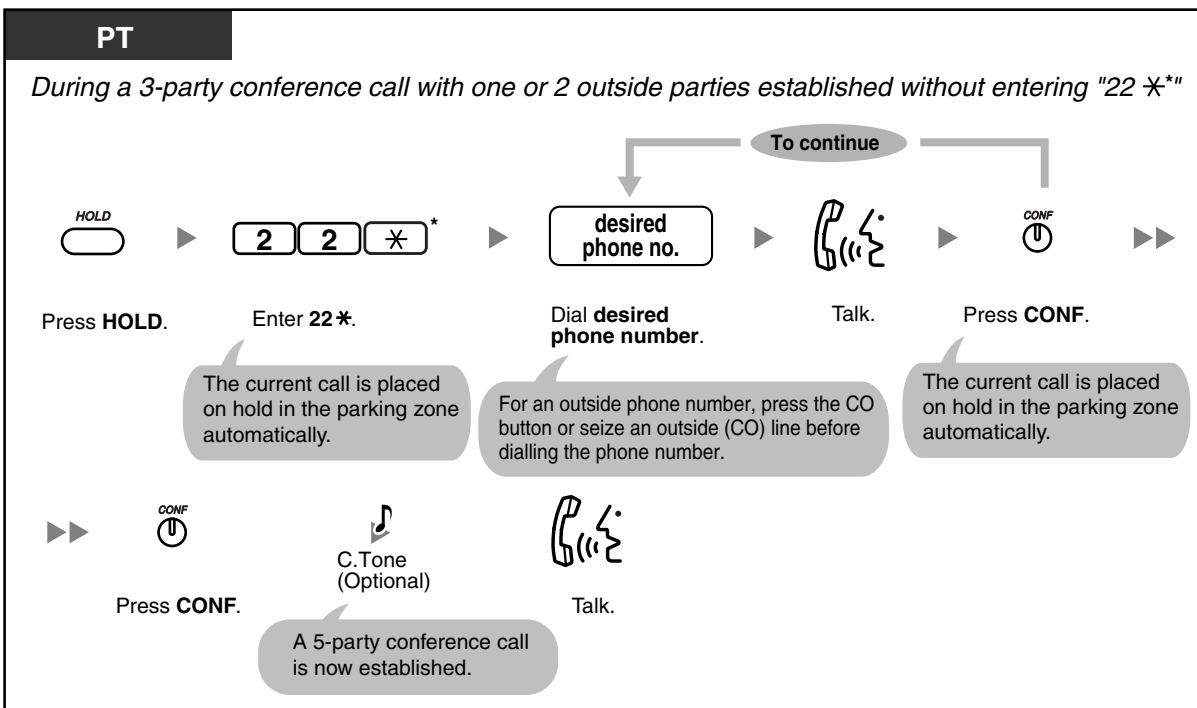 PT
During a 3-party conference call with one or 2 outside parties established without entering "22 ✳*"
To continue
HOLD
2 2 ✳ *
desired
phone no.
CONF
Press HOLD.
Enter 22✳.
Dial desired
phone number.
Talk.
Press CONF.
The current call is placed
on hold in the parking zone
automatically.
For an outside phone number, press the CO
button or seize an outside (CO) line before
dialling the phone number.
The current call is placed
on hold in the parking zone
automatically.
CONF
C.Tone
(Optional)
Press CONF.
Talk.
A 5-party conference call
is now established.